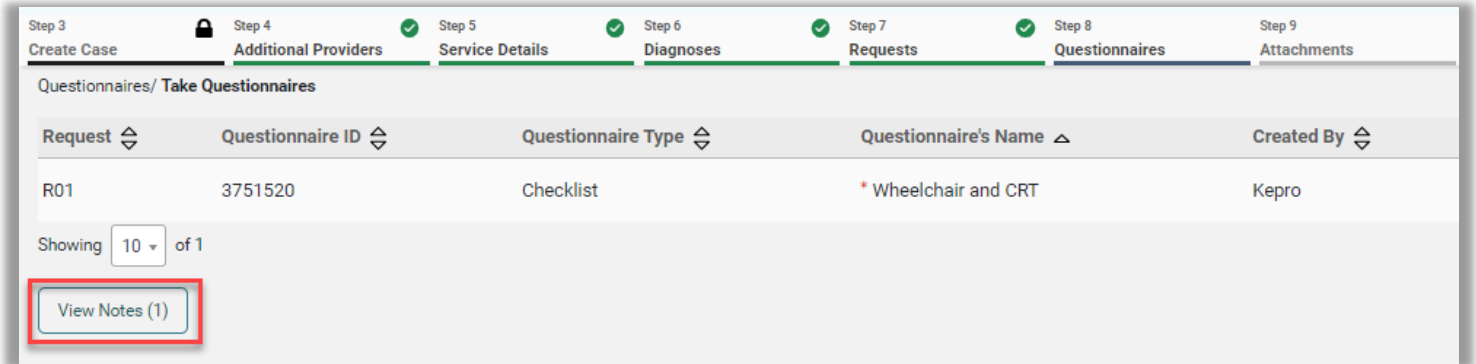 Step 3 Step 4 Step 5 Step 6 Step 7 Step 8 Step 9
Create Case Additional Providers Service Details Diagnoses Requests Questionnaires Attachments
Questionnaires/ Take Questionnaires
Request Questionnaire ID Questionnaire Type Questionnaire's Name Created By
R01 3751520 Checklist * Wheelchair and CRT Kepro
Showing 10 of 1
View Notes (1)